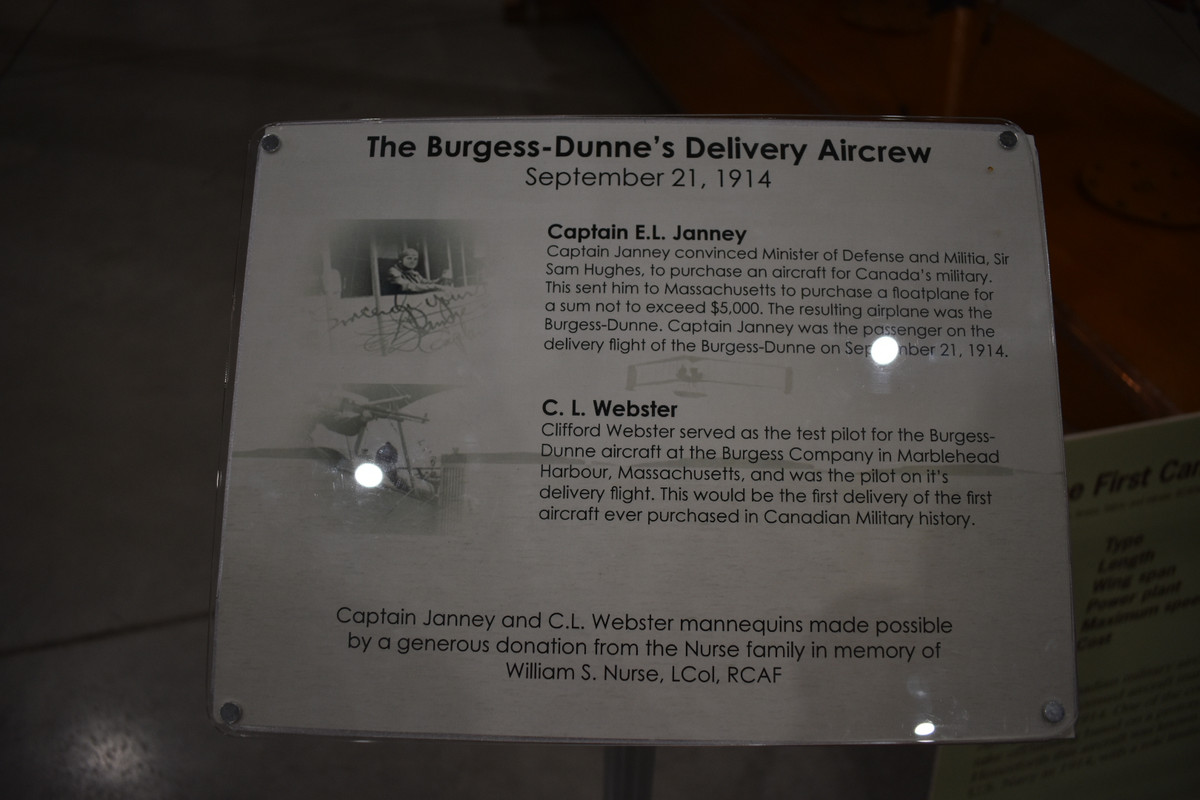 The Burgess-Dunne's Delivery Aircrew
September 21, 1914
Captain E.L. Janney
Captain Janney convinced Minister of Defense and Militia, Sir
Sam Hughes, to purchase an aircraft for Canada's military.
This sent him to Massachusetts to purchase a floatplane for
a sum not to exceed $5,000. The resulting airplane was the
Burgess-Dunne. Captain Janney was the passenger on the
delivery flight of the Burgess-Dunne on September 21, 1914.
C. L. Webster
Clifford Webster served as the test pilot for the Burgess-
Dunne aircraft at the Burgess Company in Marblehead
Harbour, Massachusetts, and was the pilot on it's
delivery flight. This would be the first delivery of the first
aircraft ever purchased in Canadian Military history.
Captain Janney and C.L. Webster mannequins made possible
by a generous donation from the Nurse family in memory of
William S. Nurse, LCol, RCAF
e First Can
Type
Length
Wing span
Power plant
Maximum speed
Cost